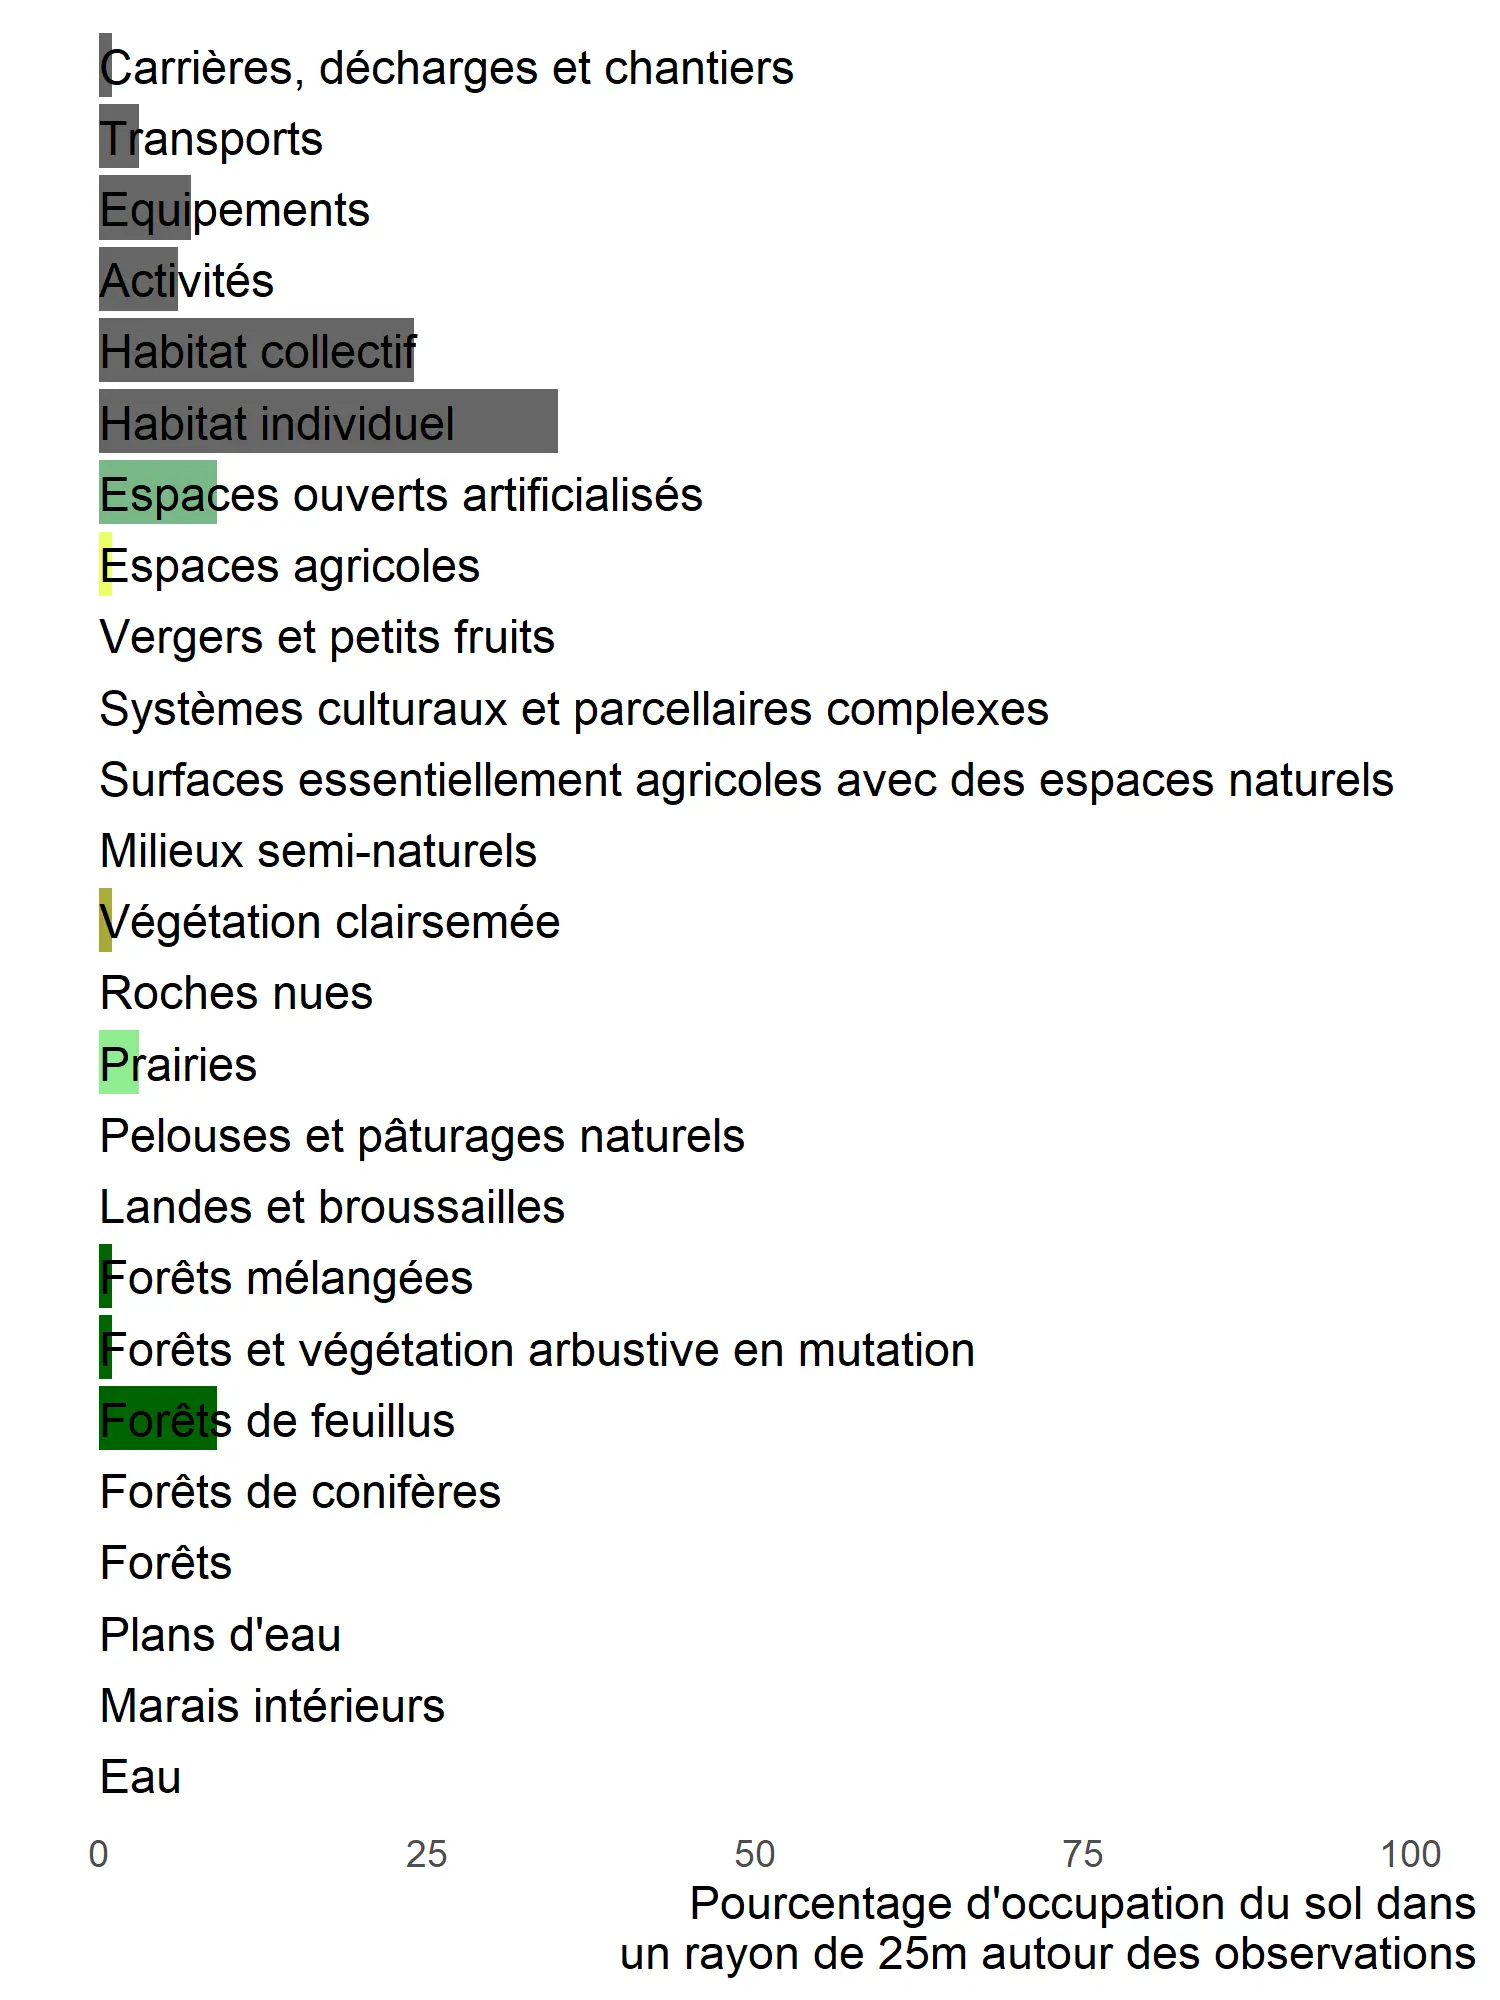 Carrières, décharges et chantiers
Transports
Equipements
Activités
Habitat collectif
Habitat individuel
Espaces ouverts artificialisés
Espaces agricoles
Vergers et petits fruits
Systèmes culturaux et parcellaires complexes
Surfaces essentiellement agricoles avec des espaces naturels
Milieux semi-naturels
Végétation clairsemée
Roches nues
Prairies
Pelouses et pâturages naturels
Landes et broussailles
Forêts mélangées
Forêts et végétation arbustive en mutation
Forêts de feuillus
Forêts de conifères
Forêts
Plans d'eau
Marais intérieurs
Eau
0 25 50 75 100
Pourcentage d'occupation du sol dans
un rayon de 25m autour des observations